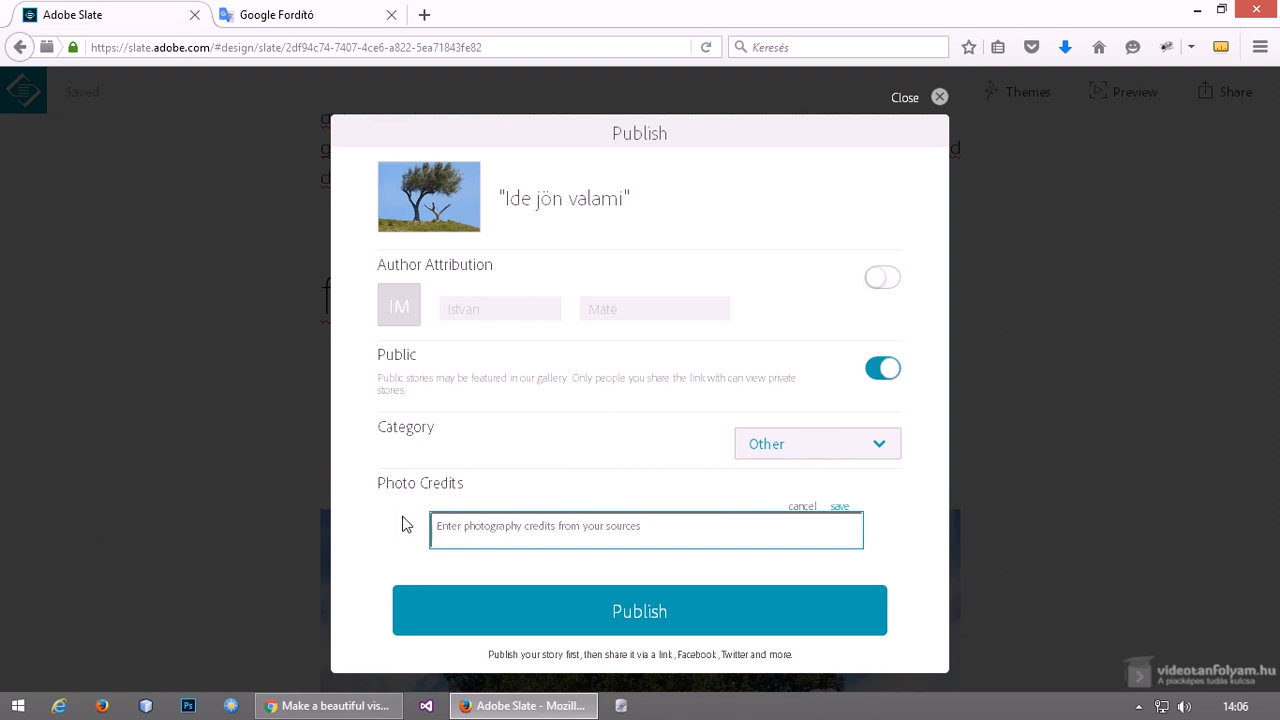 Adobe Slate
Google Fordító
https://slate.adobe.com/#design/slate/2df94c74-7407-4ce6-a822-5ea71843fe82
Keresés
Saved
Themes
Preview
Share
Close
Publish
"Ide jön valami"
Author Attribution
IM
István
Máté
Public
Public stories may be featured in our gallery. Only people you share the link with can view private
stories.
Category
Other
Photo Credits
cancel save
Enter photography credits from your sources
Publish
Publish your story first, then share it via a link, Facebook, Twitter and more.
videotanfolyam.hu
A piacképes tudás kulcsa
Make a beautiful vis...
Adobe Slate - Mozill...
14:06